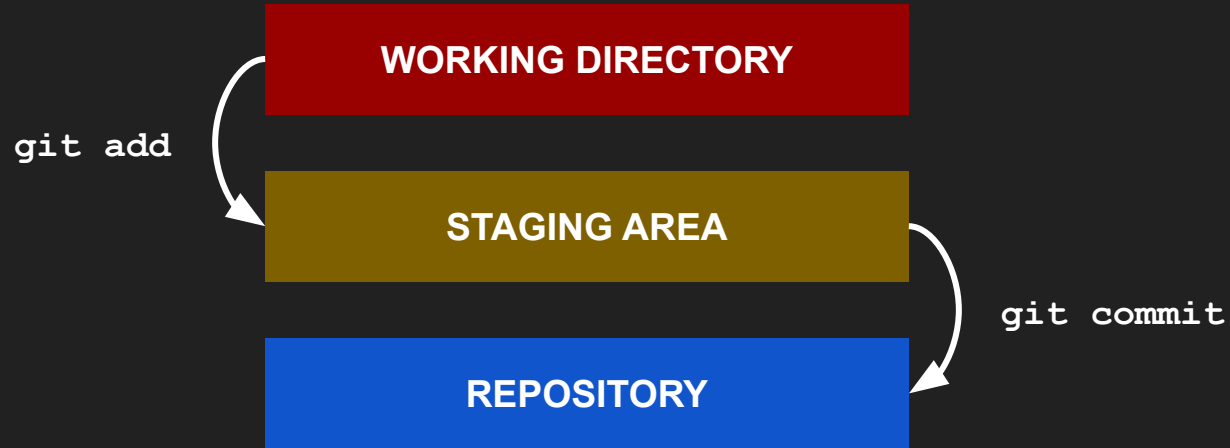 WORKING DIRECTORY
git add
STAGING AREA
git commit
REPOSITORY